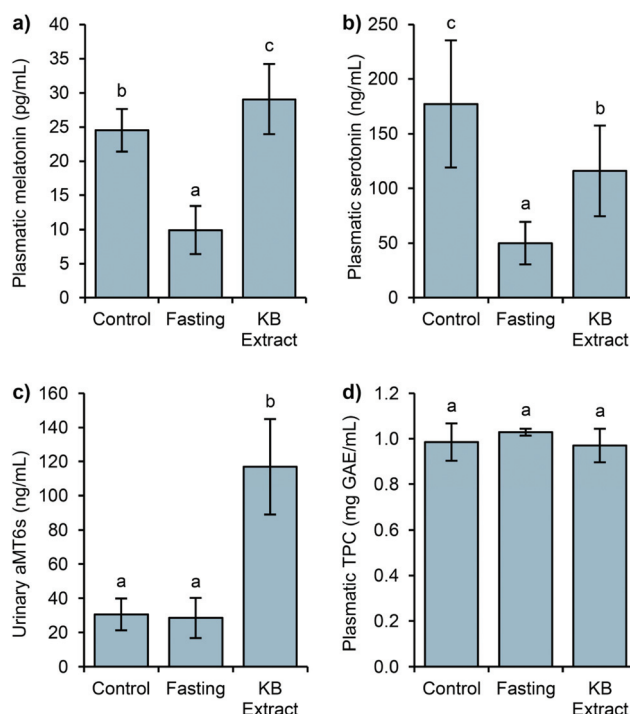 a)
Plasmatic melatonin (pg/mL)
40
35
30
25
20
15
10
5
0
b
a
c
Control
Fasting
KB
Extract
b)
Plasmatic serotonin (ng/mL)
250
200
150
100
50
0
c
a
b
Control
Fasting
KB
Extract
c)
Urinary aMT6s (ng/mL)
160
140
120
100
80
60
40
20
0
a
a
b
Control
Fasting
KB
Extract
d)
Plasmatic TPC (mg GAE/mL)
1.2
1.0
0.8
0.6
0.4
0.2
0.0
a
a
a
Control
Fasting
KB
Extract